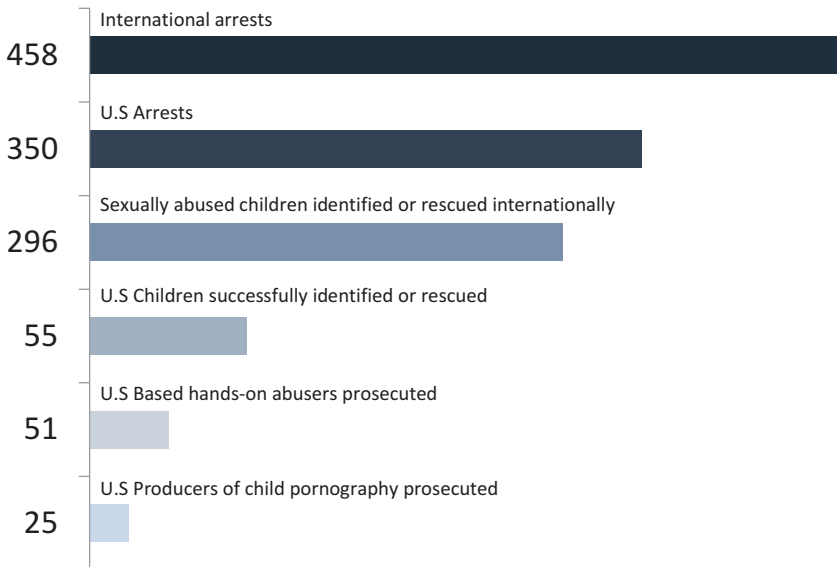 International arrests
458
U.S Arrests
350
Sexually abused children identified or rescued internationally
296
U.S Children successfully identified or rescued
55
U.S Based hands-on abusers prosecuted
51
U.S Producers of child pornography prosecuted
25